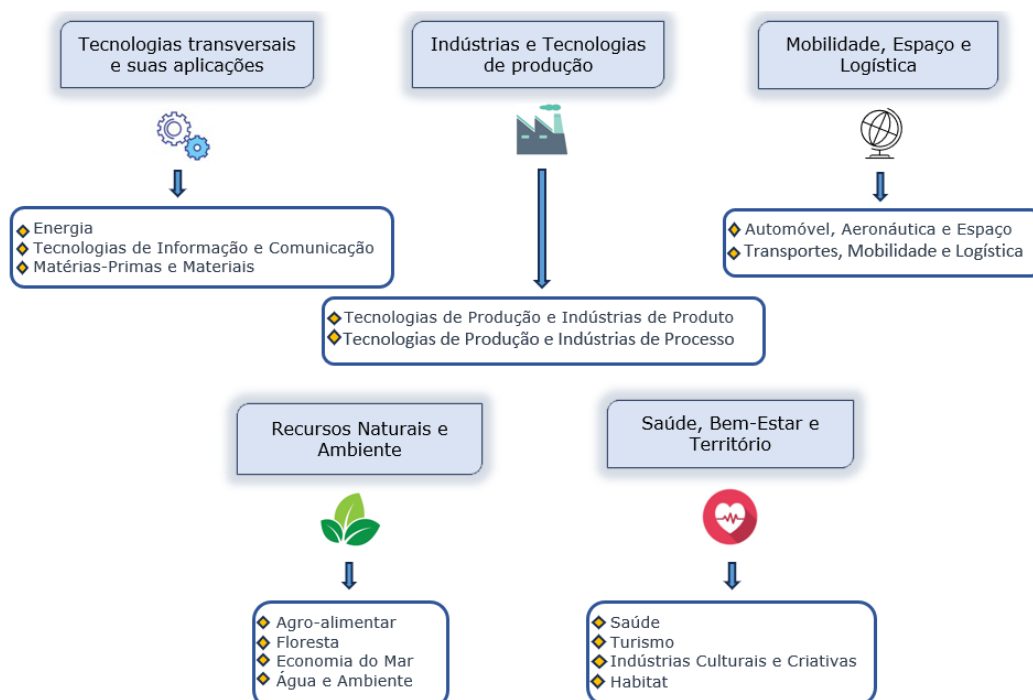 Tecnologias transversais
e suas aplicações
Indústrias e Tecnologias
de produção
Mobilidade, Espaço e
Logística
Energia
Tecnologias de Informação e Comunicação
Matérias-Primas e Materiais
Automóvel, Aeronáutica e Espaço
Transportes, Mobilidade e Logística
Tecnologias de Produção e Indústrias de Produto
Tecnologias de Produção e Indústrias de Processo
Recursos Naturais e
Ambiente
Saúde, Bem-Estar e
Território
Agro-alimentar
Floresta
Economia do Mar
Água e Ambiente
Saúde
Turismo
Indústrias Culturais e Criativas
Habitat